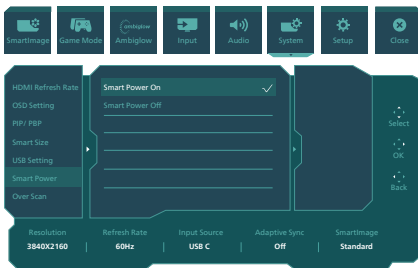 SmartImage
Game Mode
ambiglow
Ambiglow
Input
Audio
System
Setup
Close
HDMI Refresh Rate
OSD Setting
PIP/ PBP
Smart Size
USB Setting
Smart Power
Over Scan
Smart Power On
Smart Power Off
Select
OK
Back
Resolution
Refresh Rate
Input Source
Adaptive Sync
SmartImage
3840X2160
60Hz
USB C
Off
Standard